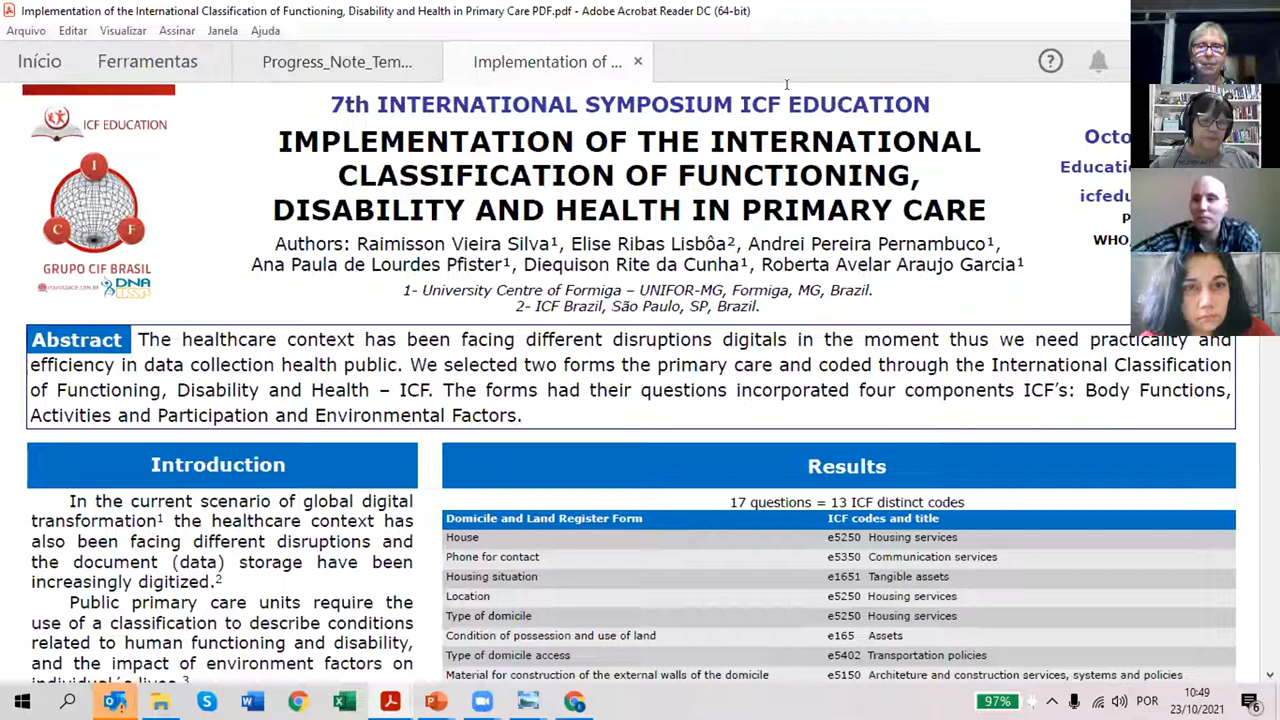 Implementation of the International Classification of Functioning, Disability and Health in Primary Care PDF.pdf - Adobe Acrobat Reader DC (64-bit)
Arquivo Editar Visualizar Assinar Janela Ajuda
Início Ferramentas Progress_Note_Tem... Implementation of ... ×
7th INTERNATIONAL SYMPOSIUM ICF EDUCATION
ICF EDUCATION
IMPLEMENTATION OF THE INTERNATIONAL
CLASSIFICATION OF FUNCTIONING,
DISABILITY AND HEALTH IN PRIMARY CARE
Octo
Educatio
icfedu
P
WHO,
I
C F
GRUPO CIF BRASIL
DNA
USP
Authors: Raimisson Vieira Silva¹, Elise Ribas Lisbôa², Andrei Pereira Pernambuco¹,
Ana Paula de Lourdes Pfister¹, Diequison Rite da Cunha¹, Roberta Avelar Araujo Garcia¹
1- University Centre of Formiga – UNIFOR-MG, Formiga, MG, Brazil.
2- ICF Brazil, São Paulo, SP, Brazil.
Abstract The healthcare context has been facing different disruptions digitals in the moment thus we need practicality and
efficiency in data collection health public. We selected two forms the primary care and coded through the International Classification
of Functioning, Disability and Health – ICF. The forms had their questions incorporated four components ICF's: Body Functions,
Activities and Participation and Environmental Factors.
Introduction
In the current scenario of global digital
transformation¹ the healthcare context has
also been facing different disruptions and
the document (data) storage have been
increasingly digitized.²
Public primary care units require the
use of a classification to describe conditions
related to human functioning and disability,
and the impact of environment factors on
individual´s lives.³
Results
17 questions = 13 ICF distinct codes
Domicile and Land Register Form ICF codes and title
House e5250 Housing services
Phone for contact e5350 Communication services
Housing situation e1651 Tangible assets
Location e5250 Housing services
Type of domicile e5250 Housing services
Condition of possession and use of land e165 Assets
Type of domicile access e5402 Transportation policies
Material for construction of the external walls of the domicile e5150 Architeture and construction services, systems and policies
97% POR 10:49
23/10/2021 6